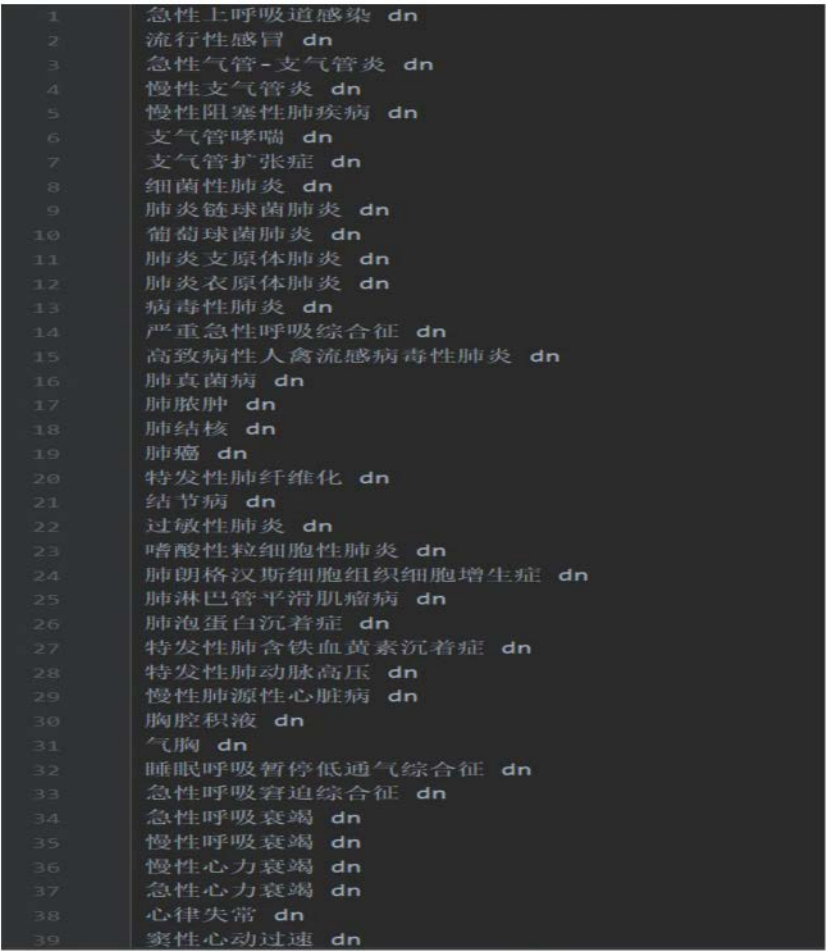 1 急性上呼吸道感染 dn
2 流行性感冒 dn
3 急性气管-支气管炎 dn
4 慢性支气管炎 dn
5 慢性阻塞性肺疾病 dn
6 支气管哮喘 dn
7 支气管扩张症 dn
8 细菌性肺炎 dn
9 肺炎链球菌肺炎 dn
10 葡萄球菌肺炎 dn
11 肺炎支原体肺炎 dn
12 肺炎衣原体肺炎 dn
13 病毒性肺炎 dn
14 严重急性呼吸综合征 dn
15 高致病性人禽流感病毒性肺炎 dn
16 肺真菌病 dn
17 肺脓肿 dn
18 肺结核 dn
19 肺癌 dn
20 特发性肺纤维化 dn
21 结节病 dn
22 过敏性肺炎 dn
23 嗜酸性粒细胞性肺炎 dn
24 肺朗格汉斯细胞组织细胞增生症 dn
25 肺淋巴管平滑肌瘤病 dn
26 肺泡蛋白沉着症 dn
27 特发性肺含铁血黄素沉着症 dn
28 特发性肺动脉高压 dn
29 慢性肺源性心脏病 dn
30 胸腔积液 dn
31 气胸 dn
32 睡眠呼吸暂停低通气综合征 dn
33 急性呼吸窘迫综合征 dn
34 急性呼吸衰竭 dn
35 慢性呼吸衰竭 dn
36 慢性心力衰竭 dn
37 急性心力衰竭 dn
38 心律失常 dn
39 窦性心动过速 dn